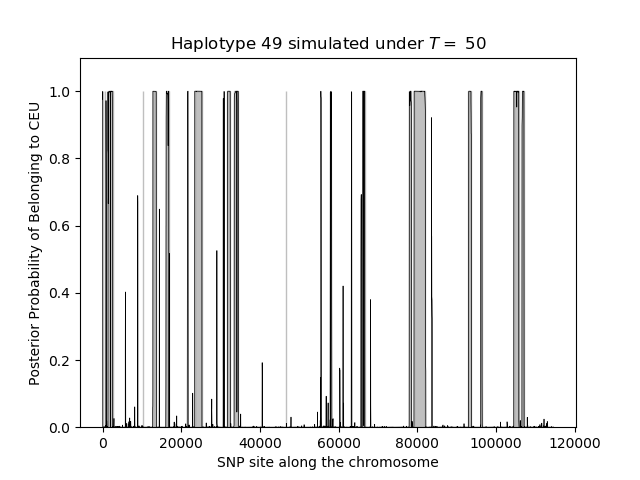 Haplotype 49 simulated under T = 50
Posterior Probability of Belonging to CEU
1.0
0.8
0.6
0.4
0.2
0.0
0 20000 40000 60000 80000 100000 120000
SNP site along the chromosome